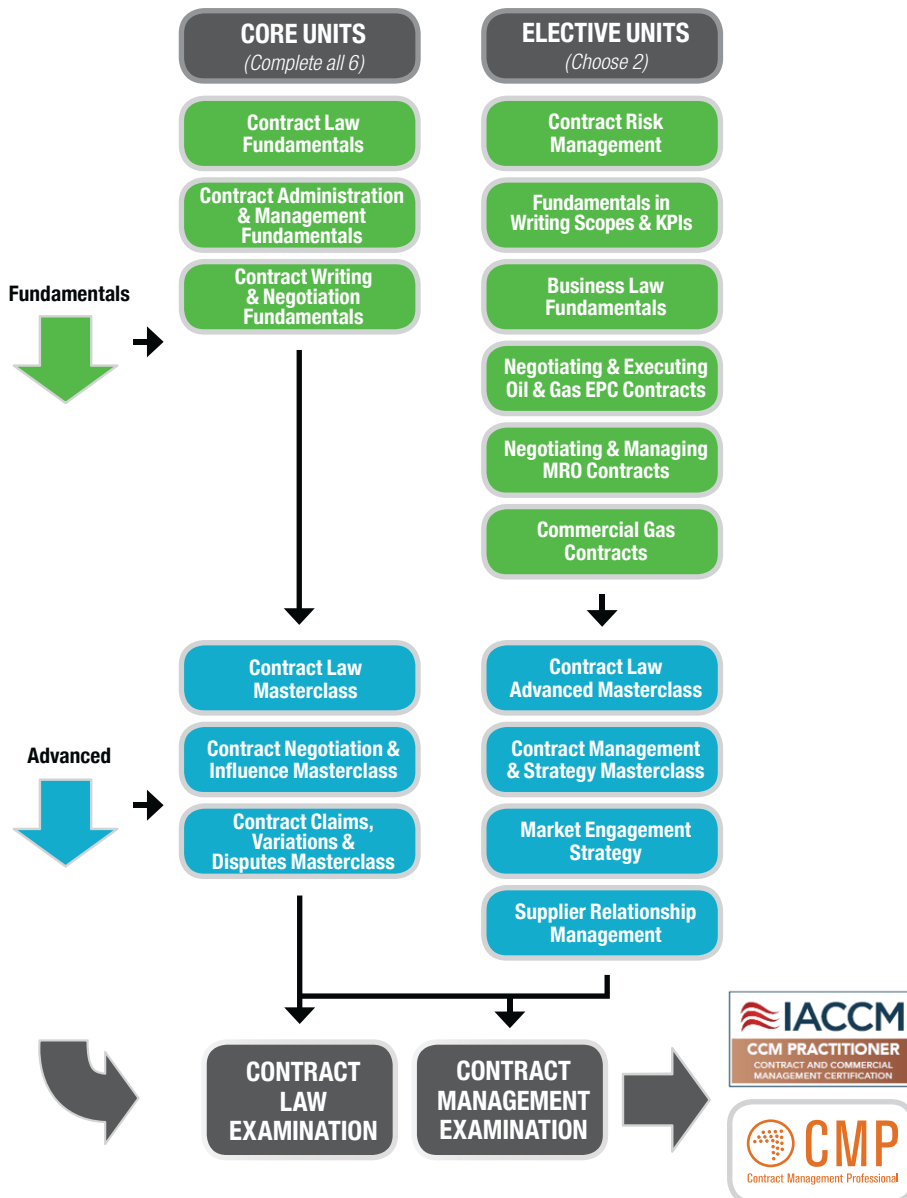 CORE UNITS
(Complete all 6)
Contract Law
Fundamentals
Contract Administration
& Management
Fundamentals
Contract Writing
& Negotiation
Fundamentals
ELECTIVE UNITS
(Choose 2)
Contract Risk
Management
Fundamentals in
Writing Scopes & KPIs
Business Law
Fundamentals
Negotiating & Executing
Oil & Gas EPC Contracts
Negotiating & Managing
MRO Contracts
Commercial Gas
Contracts
Fundamentals
Contract Law
Masterclass
Contract Negotiation &
Influence Masterclass
Contract Claims,
Variations &
Disputes Masterclass
Contract Law
Advanced Masterclass
Contract Management
& Strategy Masterclass
Market Engagement
Strategy
Supplier Relationship
Management
Advanced
CONTRACT
LAW
EXAMINATION
CONTRACT
MANAGEMENT
EXAMINATION
IACCM
CCM PRACTITIONER
CONTRACT AND COMMERCIAL
MANAGEMENT CERTIFICATION
CMP
Contract Management Professional